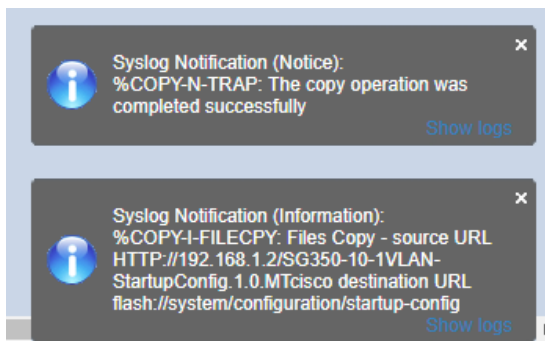 Syslog Notification (Notice):
%COPY-N-TRAP: The copy operation was
completed successfully
Show logs
Syslog Notification (Information):
%COPY-I-FILECPY: Files Copy - source URL
HTTP://192.168.1.2/SG350-10-1VLAN-
StartupConfig.1.0.MTcisco destination URL
flash://system/configuration/startup-config
Show logs